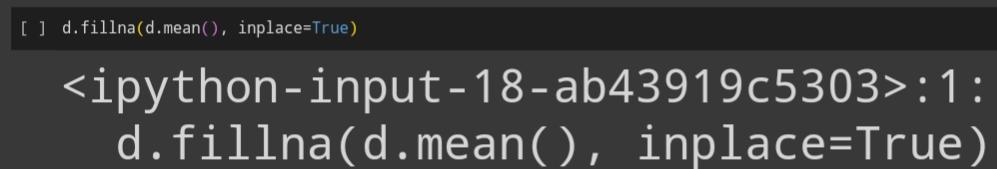 [ ] d.fillna(d.mean(), inplace=True)
<ipython-input-18-ab43919c5303>:1:
d.fillna(d.mean(), inplace=True)